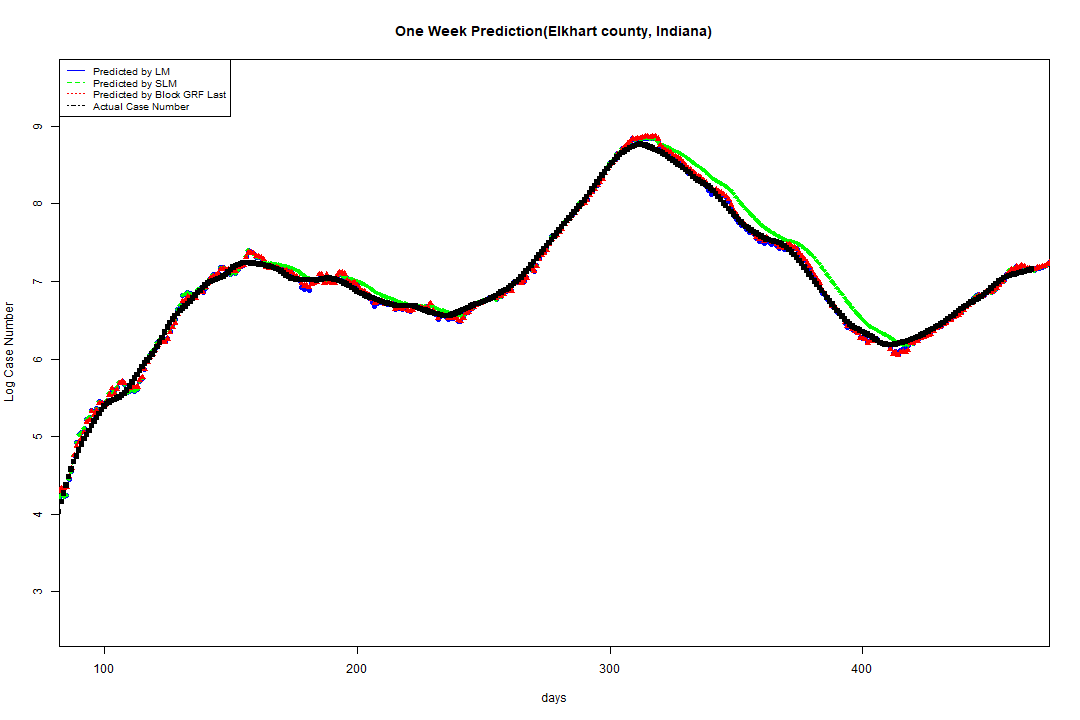 One Week Prediction(Elkhart county, Indiana)
Predicted by LM
Predicted by SLM
Predicted by Block GRF Last
Actual Case Number
9
8
7
6
5
4
3
Log Case Number
100 200 300 400
days